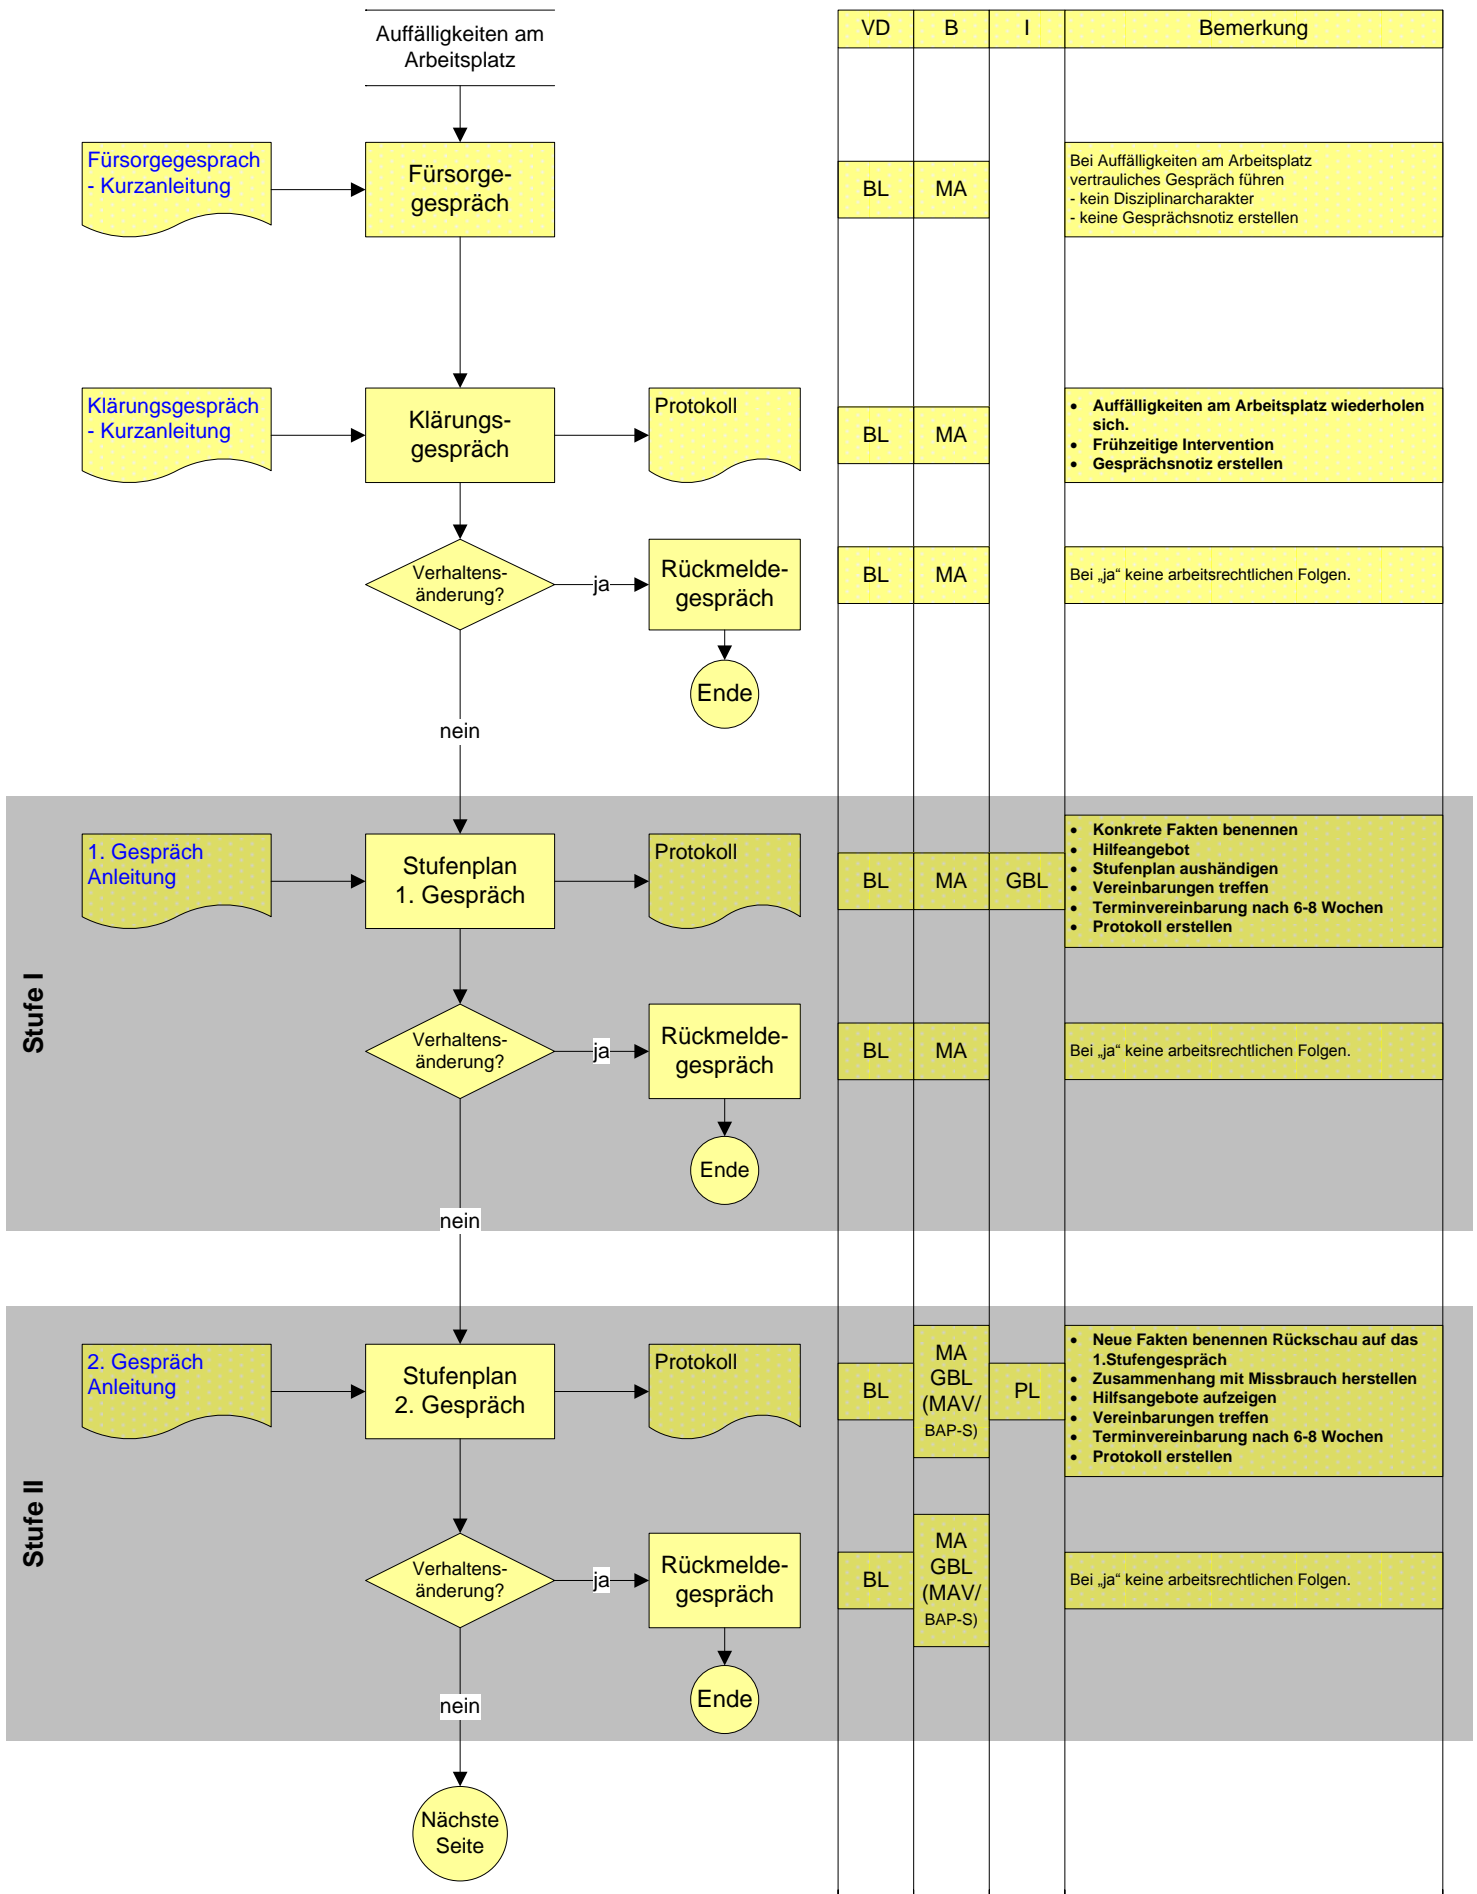 Auffälligkeiten am
Arbeitsplatz
VD B I Bemerkung
Fürsorgegesprach
- Kurzanleitung
Fürsorge-
gespräch
BL MA
Bei Auffälligkeiten am Arbeitsplatz
vertrauliches Gespräch führen
- kein Disziplinarcharakter
- keine Gesprächsnotiz erstellen
Klärungsgespräch
- Kurzanleitung
Klärungs-
gespräch
Protokoll
BL MA
• Auffälligkeiten am Arbeitsplatz wiederholen
sich.
• Frühzeitige Intervention
• Gesprächsnotiz erstellen
Verhaltens-
änderung?
ja
Rückmelde-
gespräch
BL MA
Bei „ja“ keine arbeitsrechtlichen Folgen.
Ende
nein
Stufe I
1. Gespräch
Anleitung
Stufenplan
1. Gespräch
Protokoll
BL MA GBL
• Konkrete Fakten benennen
• Hilfeangebot
• Stufenplan aushändigen
• Vereinbarungen treffen
• Terminvereinbarung nach 6-8 Wochen
• Protokoll erstellen
Verhaltens-
änderung?
ja
Rückmelde-
gespräch
BL MA
Bei „ja“ keine arbeitsrechtlichen Folgen.
Ende
nein
Stufe II
2. Gespräch
Anleitung
Stufenplan
2. Gespräch
Protokoll
BL
MA
GBL
(MAV/
BAP-S)
PL
• Neue Fakten benennen Rückschau auf das
1.Stufengespräch
• Zusammenhang mit Missbrauch herstellen
• Hilfsangebote aufzeigen
• Vereinbarungen treffen
• Terminvereinbarung nach 6-8 Wochen
• Protokoll erstellen
Verhaltens-
änderung?
ja
Rückmelde-
gespräch
BL
MA
GBL
(MAV/
BAP-S)
Bei „ja“ keine arbeitsrechtlichen Folgen.
Ende
nein
Nächste
Seite